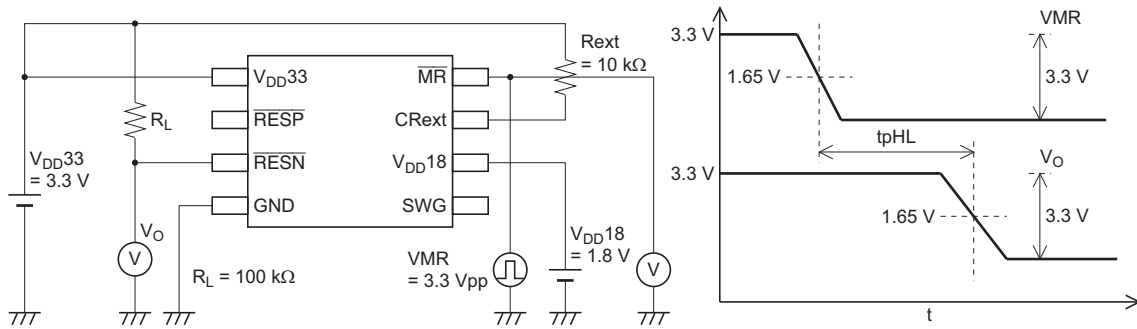 Rext
= 10 kΩ
VDD33
MR
RESP
CRext
RL
RESN
VDD18
VDD33
= 3.3 V
GND
SWG
VO
V
RL = 100 kΩ
VMR
= 3.3 Vpp
VDD18
= 1.8 V
V
VMR
3.3 V
1.65 V
3.3 V
tpHL
VO
3.3 V
1.65 V
3.3 V
t